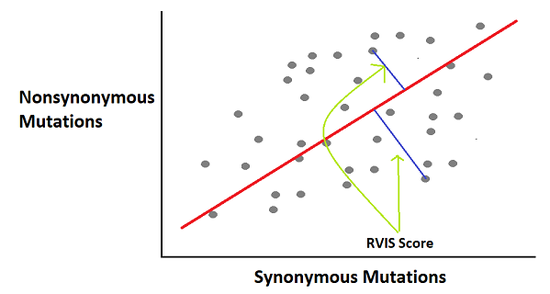 Nonsynonymous
Mutations
RVIS Score
Synonymous Mutations